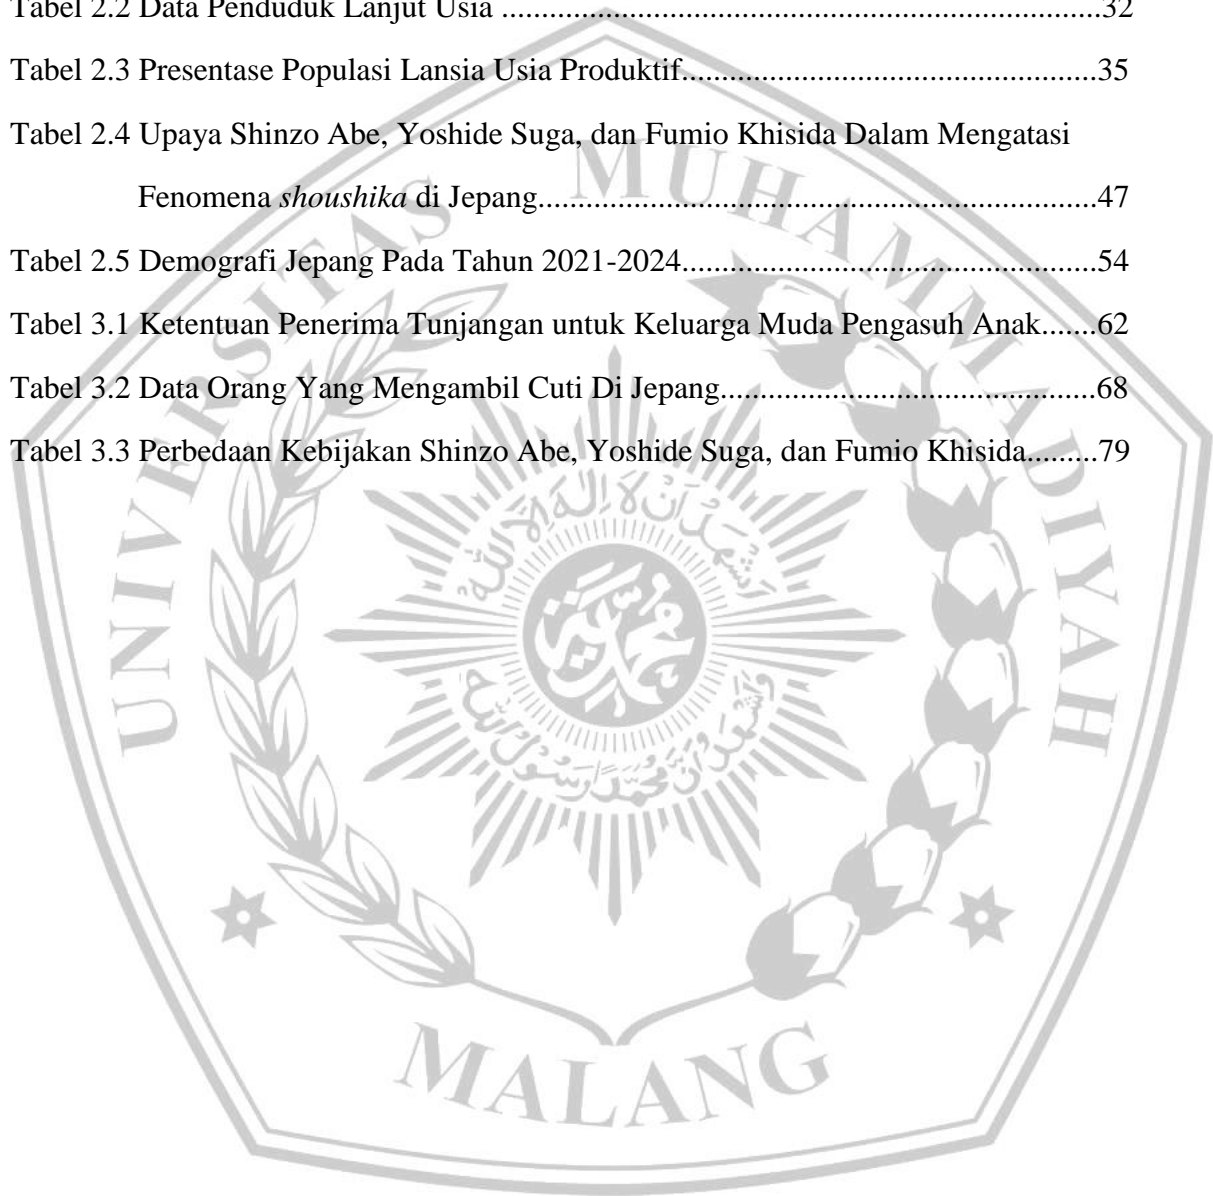 Tabel 2.2 Data Penduduk Lanjut Usia ..........................................................................32
Tabel 2.3 Presentase Populasi Lansia Usia Produktif...................................................35
Tabel 2.4 Upaya Shinzo Abe, Yoshide Suga, dan Fumio Khisida Dalam Mengatasi
Fenomena shoushika di Jepang.....................................................................47
Tabel 2.5 Demografi Jepang Pada Tahun 2021-2024...................................................54
Tabel 3.1 Ketentuan Penerima Tunjangan untuk Keluarga Muda Pengasuh Anak.......62
Tabel 3.2 Data Orang Yang Mengambil Cuti Di Jepang..............................................68
Tabel 3.3 Perbedaan Kebijakan Shinzo Abe, Yoshide Suga, dan Fumio Khisida.........79
UNIVERSITAS MUHAMMADIYAH
MALANG